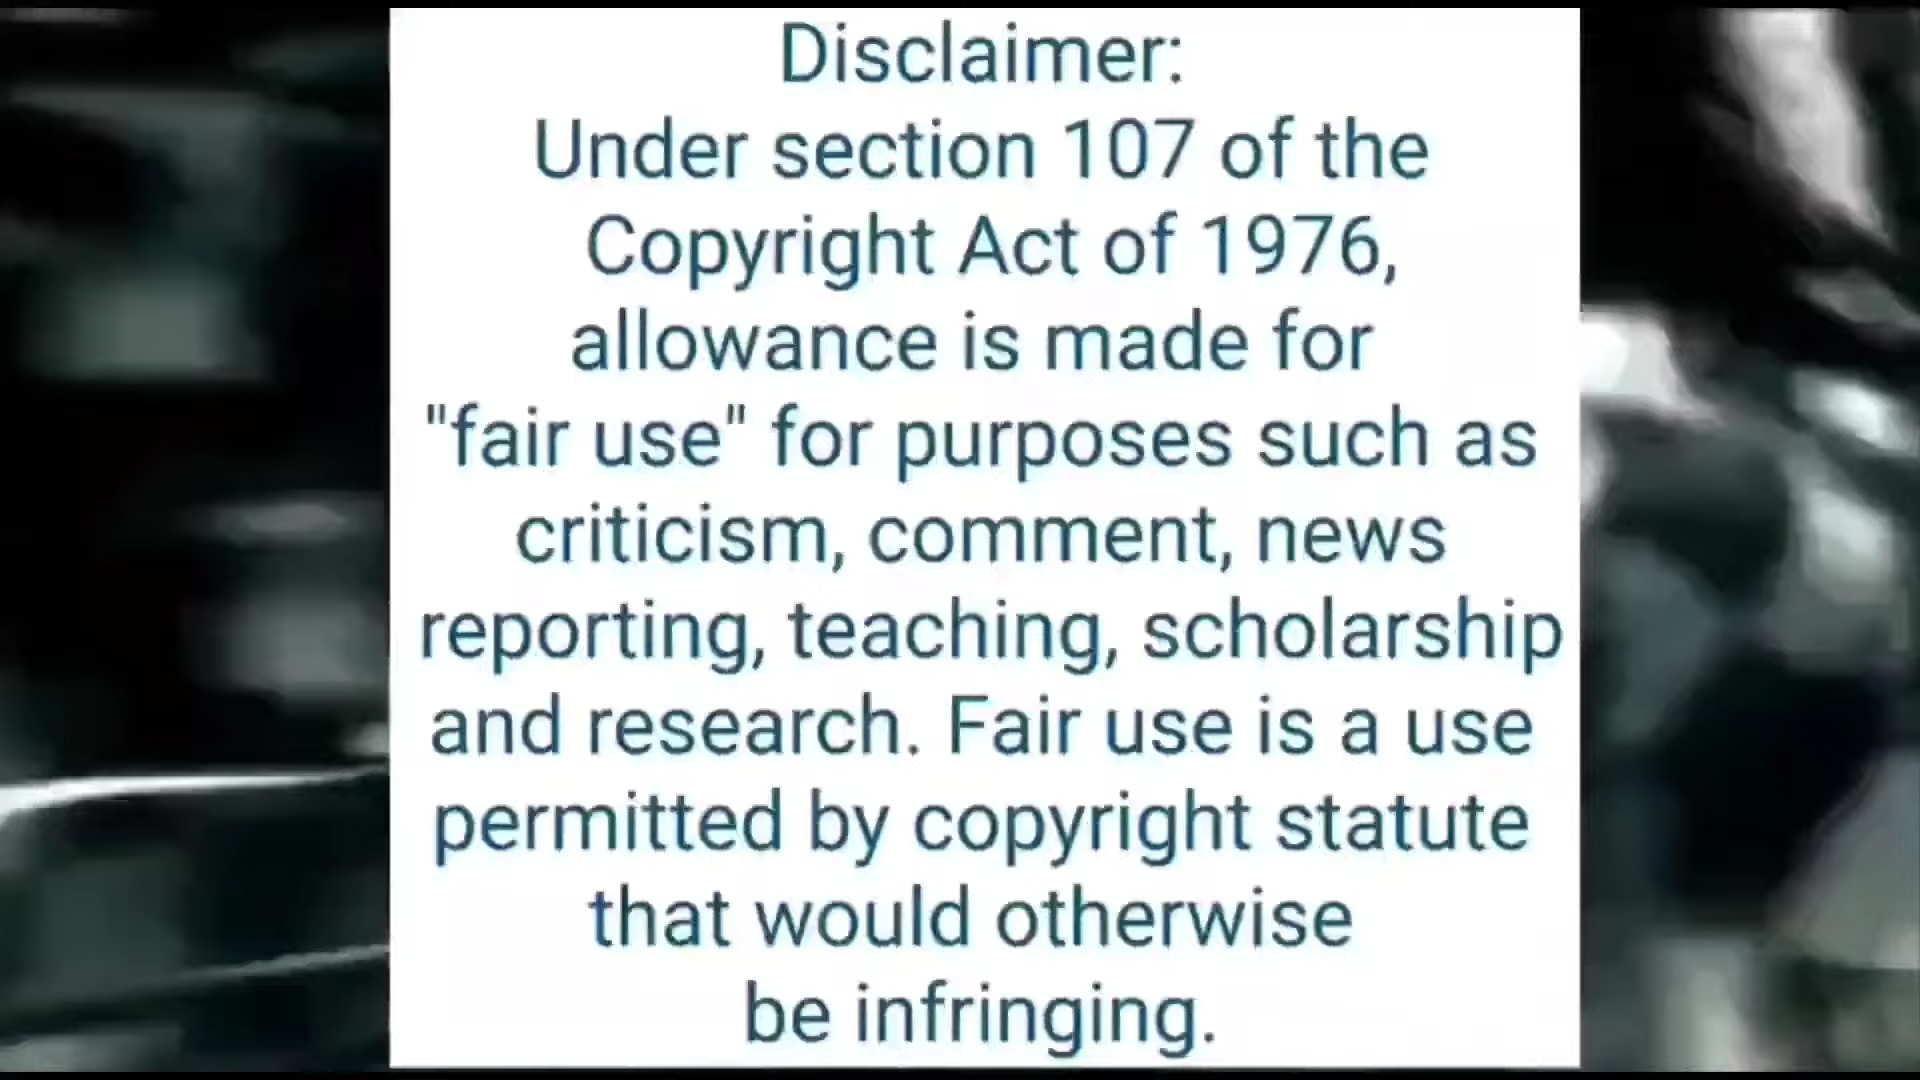 Disclaimer:
Under section 107 of the
Copyright Act of 1976,
allowance is made for
"fair use" for purposes such as
criticism, comment, news
reporting, teaching, scholarship
and research. Fair use is a use
permitted by copyright statute
that would otherwise
be infringing.